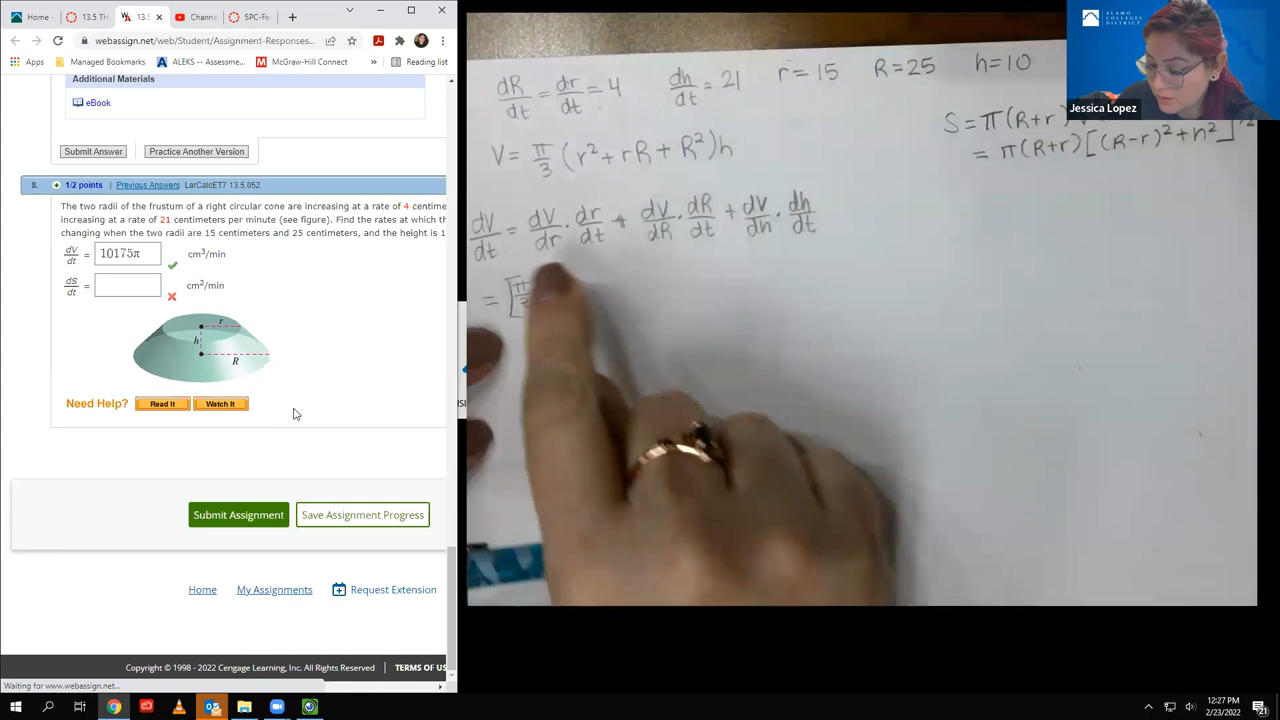 Home -
13.5 TH
13.5
Channe
SPC-Fa
webassign.net/web/Student/Assignment-Responses...
Apps
Managed Bookmarks
ALEKS -- Assessme...
McGraw-Hill Connect
Reading list
Additional Materials
eBook
Submit Answer
Practice Another Version
8.
1/2 points
Previous Answers
LarCalcET7 13.5.052.
The two radii of the frustum of a right circular cone are increasing at a rate of 4 centime
increasing at a rate of 21 centimeters per minute (see figure). Find the rates at which th
changing when the two radii are 15 centimeters and 25 centimeters, and the height is 1
dV/dt = 10175π cm³/min
dS/dt = cm²/min
r
h
R
Need Help? Read It Watch It
Submit Assignment
Save Assignment Progress
Home
My Assignments
Request Extension
Copyright © 1998 - 2022 Cengage Learning, Inc. All Rights Reserved
TERMS OF US
Waiting for www.webassign.net...
dR/dt = dr/dt = 4 dh/dt = 21 r = 15 R = 25 h = 10
S = π(R+r)
= π(R+r)[(R-r)²+h²]
V = π/3 (r² + rR + R²)h
dV/dt = dV/dr · dr/dt + dV/dR · dR/dt + dV/dh · dh/dt
= [π
ALAMO
COLLEGES
DISTRICT
Jessica Lopez
12:27 PM
2/23/2022
21